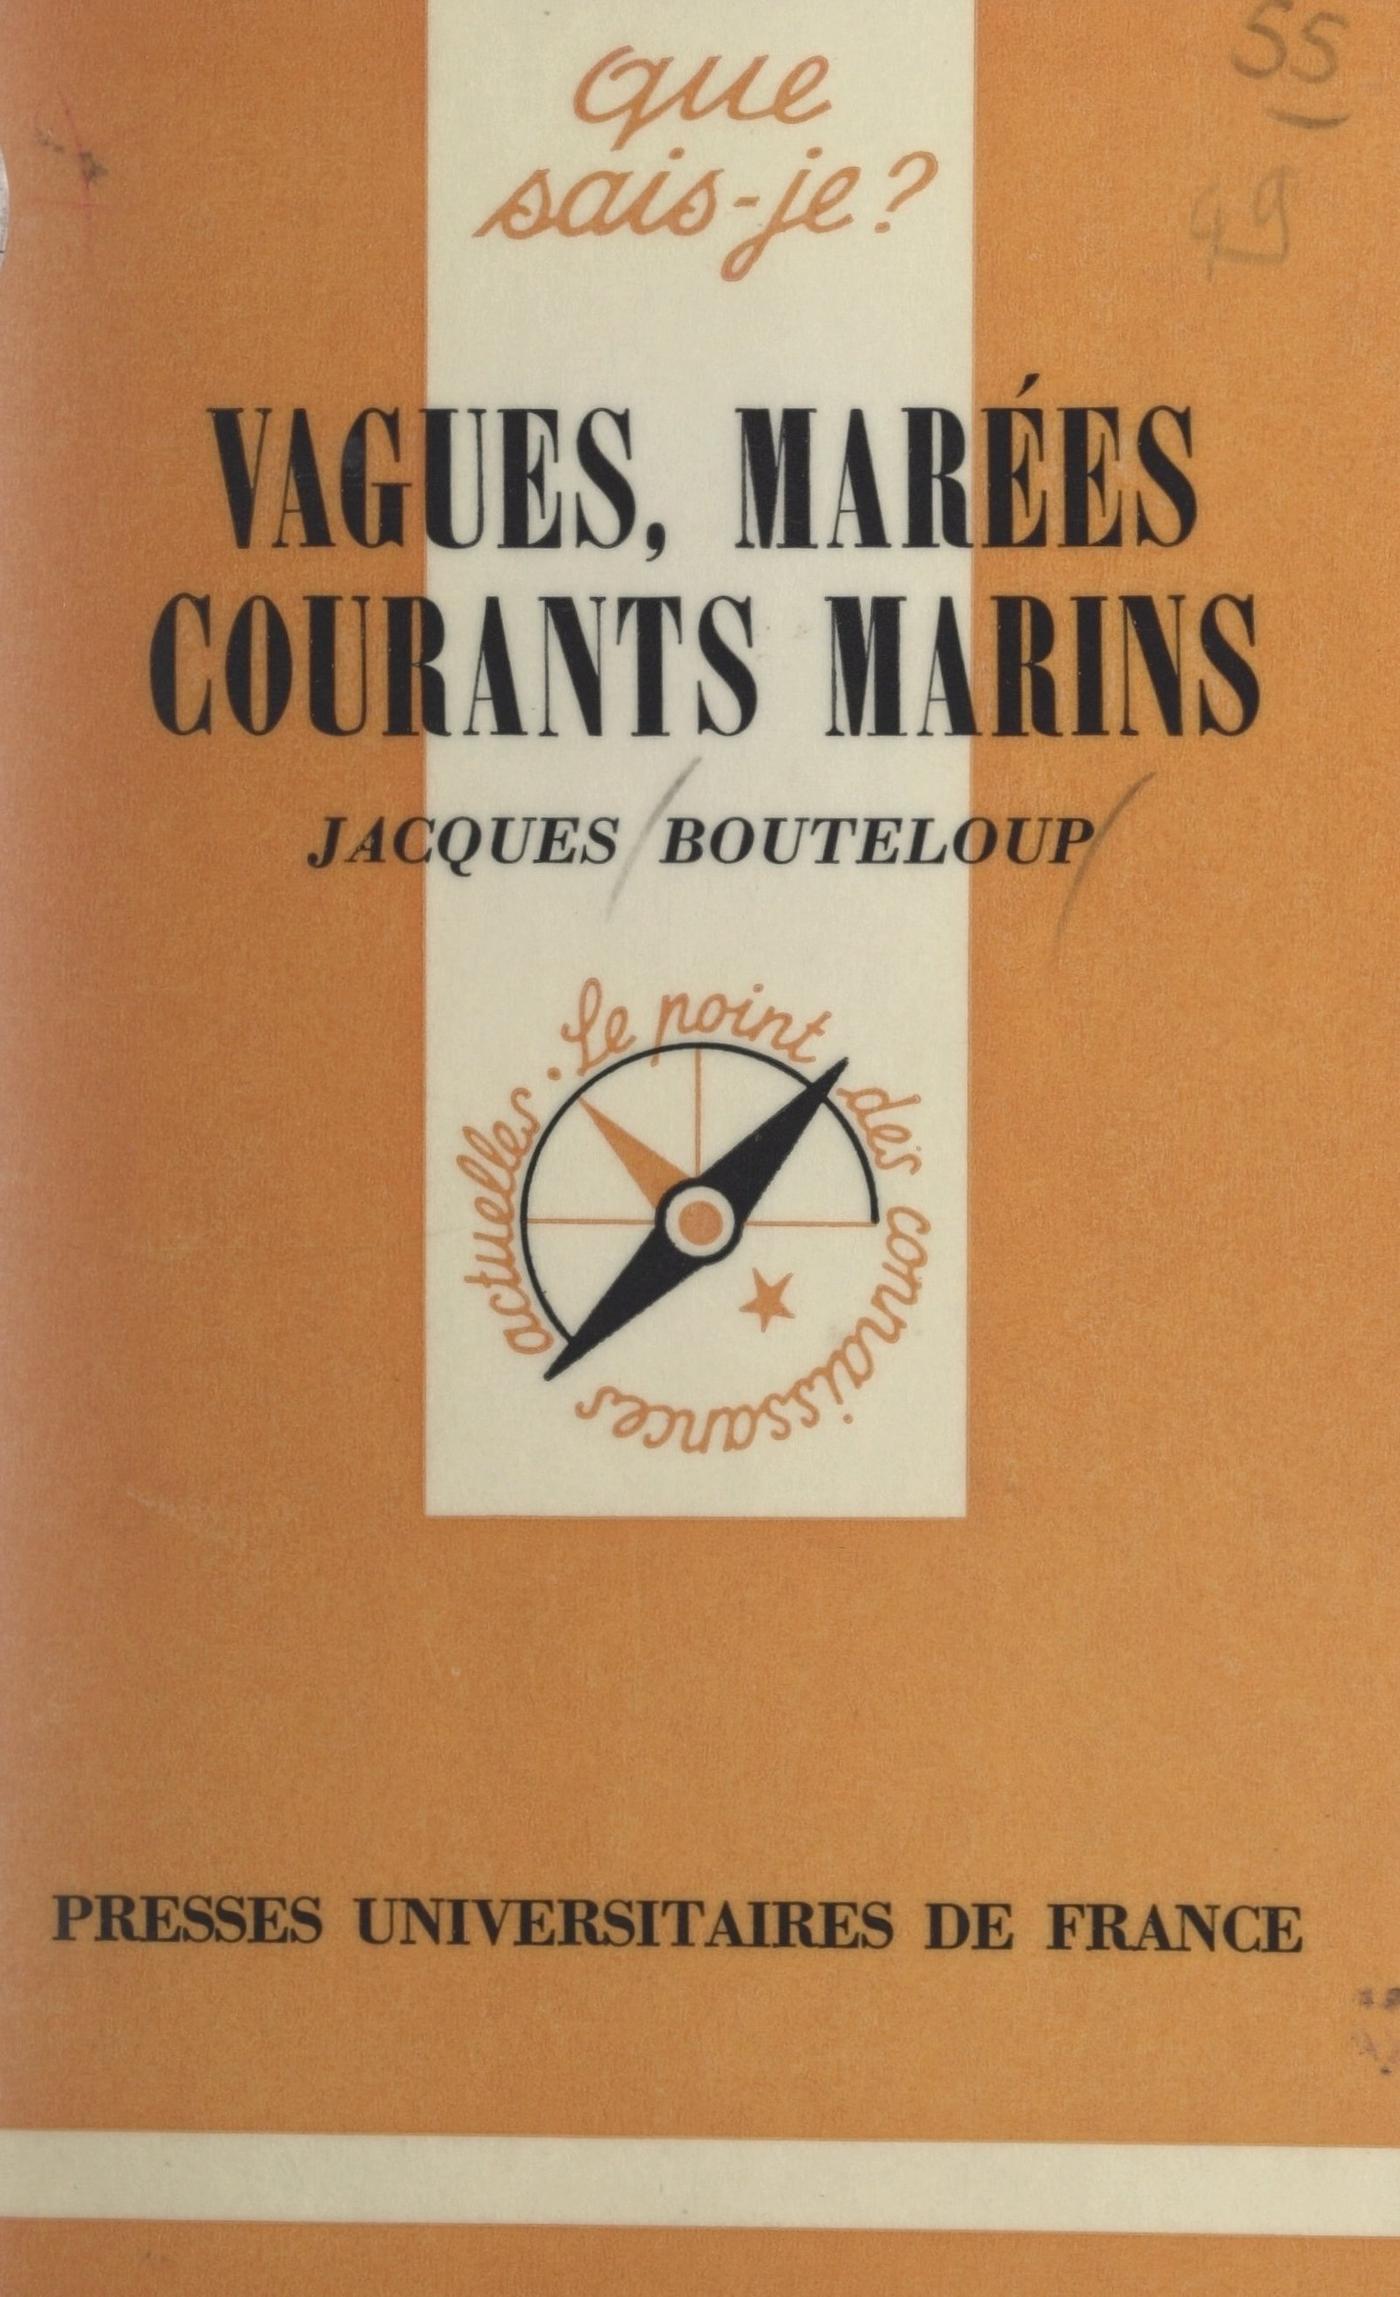 que
sais-je?
55
49
VAGUES, MARÉES
COURANTS MARINS
JACQUES BOUTELOUP
Le point des connaissances actuelles .
PRESSES UNIVERSITAIRES DE FRANCE